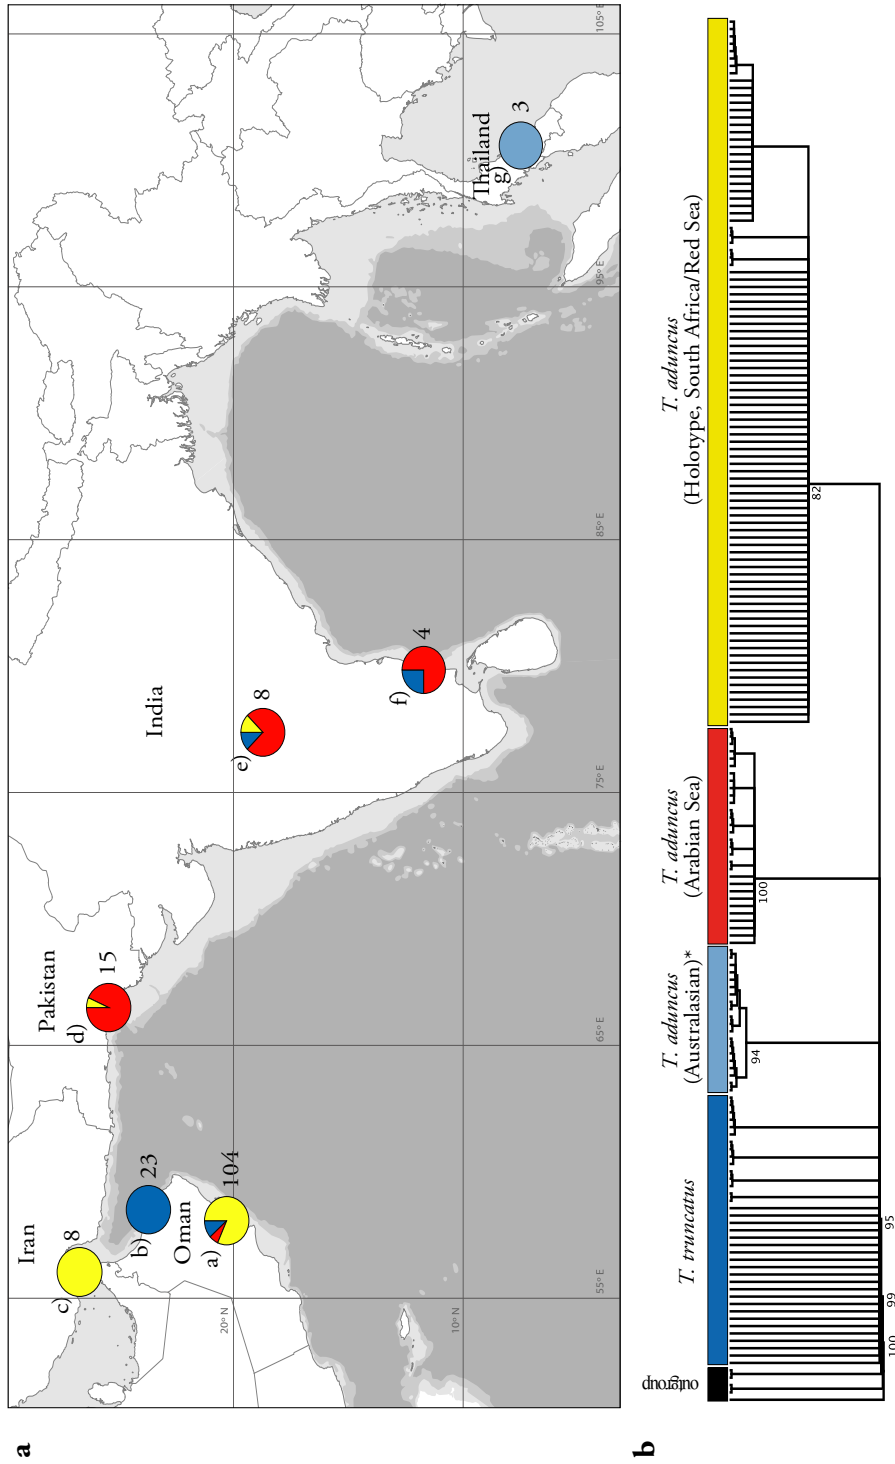 a
Iran
c)
8
b)
23
Oman
a)
104
Pakistan
d)
15
India
e)
8
f)
4
Thailand
g)
3
20° N
10° N
55° E
65° E
75° E
85° E
95° E
105° E
b
outgroup
T. truncatus
T. aduncus
(Australasian)*
T. aduncus
(Arabian Sea)
T. aduncus
(Holotype, South Africa/Red Sea)
100
99
95
94
100
82